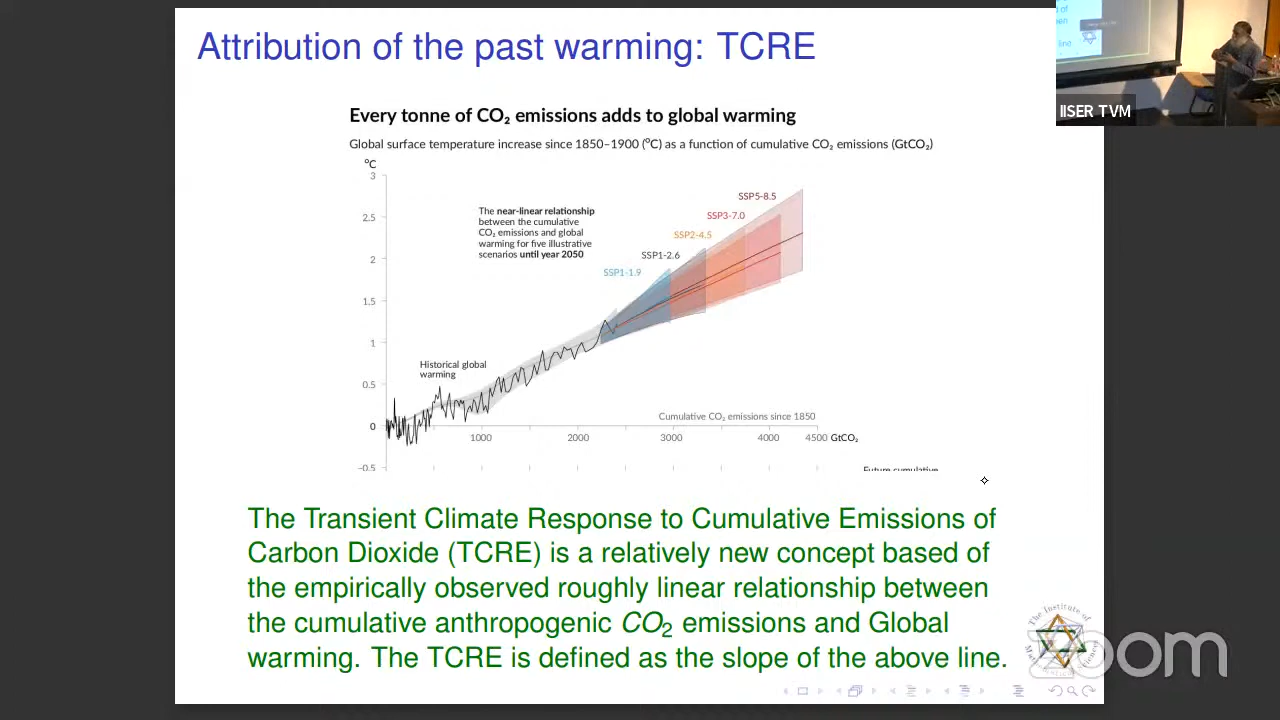 Attribution of the past warming: TCRE
Every tonne of CO₂ emissions adds to global warming
Global surface temperature increase since 1850–1900 (°C) as a function of cumulative CO₂ emissions (GtCO₂)
°C
3
2.5
2
1.5
1
0.5
0
–0.5
The near-linear relationship
between the cumulative
CO₂ emissions and global
warming for five illustrative
scenarios until year 2050
SSP5-8.5
SSP3-7.0
SSP2-4.5
SSP1-2.6
SSP1-1.9
Historical global
warming
Cumulative CO₂ emissions since 1850
1000 2000 3000 4000 4500 GtCO₂
Future cumulative
The Transient Climate Response to Cumulative Emissions of
Carbon Dioxide (TCRE) is a relatively new concept based of
the empirically observed roughly linear relationship between
the cumulative anthropogenic CO₂ emissions and Global
warming. The TCRE is defined as the slope of the above line.
IISER TVM
The Institute of
zoom